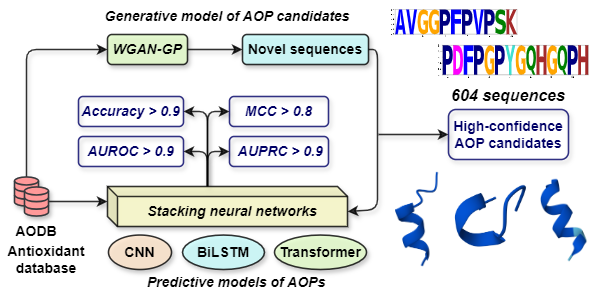 Generative model of AOP candidates
WGAN-GP
Novel sequences
AVGGPFPVPSK
PDFPGPYGQHGQPH
604 sequences
High-confidence
AOP candidates
Accuracy > 0.9
MCC > 0.8
AUROC > 0.9
AUPRC > 0.9
Stacking neural networks
AODB
Antioxidant
database
CNN
BiLSTM
Transformer
Predictive models of AOPs